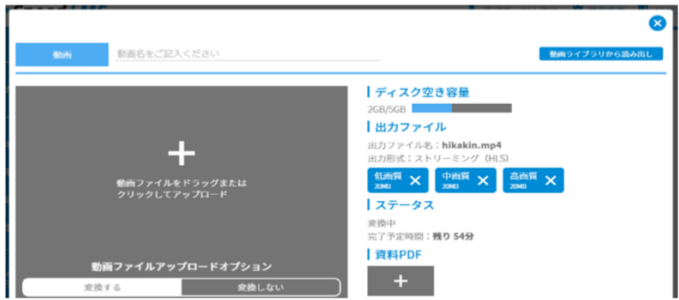 動画
動画名をご記入ください
動画ライブラリから読み出し
動画ファイルをドラッグまたは
クリックしてアップロード
動画ファイルアップロードオプション
変換する
変換しない
ディスク空き容量
2GB/5GB
出力ファイル
出力ファイル名：hikakin.mp4
出力形式：ストリーミング（HLS）
低画質
20MB
中画質
20MB
高画質
20MB
ステータス
変換中
完了予定時間：残り 54分
資料PDF